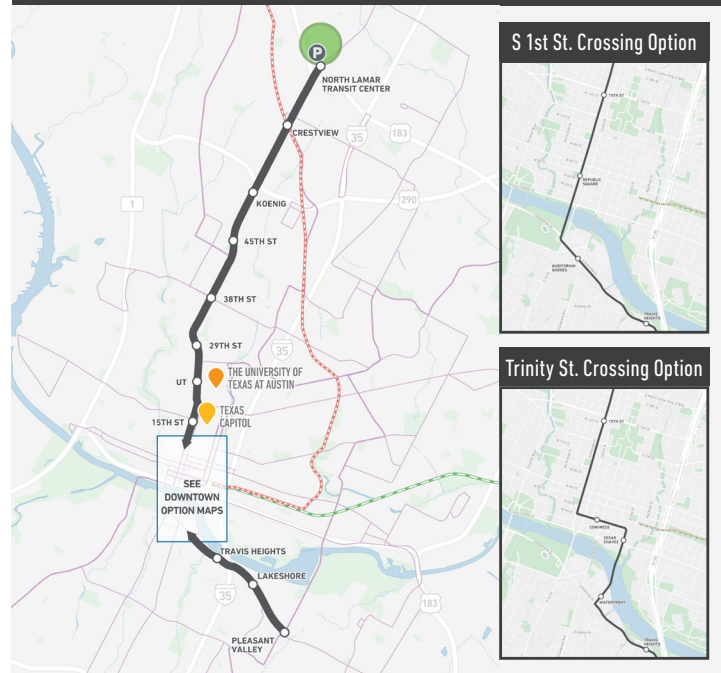 P
NORTH LAMAR
TRANSIT CENTER
CRESTVIEW
35
183
1
KOENIG
290
45TH ST
38TH ST
29TH ST
35
UT
THE UNIVERSITY OF
TEXAS AT AUSTIN
15TH ST
TEXAS
CAPITOL
SEE
DOWNTOWN
OPTION MAPS
TRAVIS HEIGHTS
LAKESHORE
35
183
PLEASANT
VALLEY
S 1st St. Crossing Option
15TH ST
REPUBLIC
SQUARE
AUDITORIUM
SHORES
TRAVIS
HEIGHTS
Trinity St. Crossing Option
15TH ST
CONGRESS
CESAR
CHAVEZ
WATERFRONT
TRAVIS
HEIGHTS